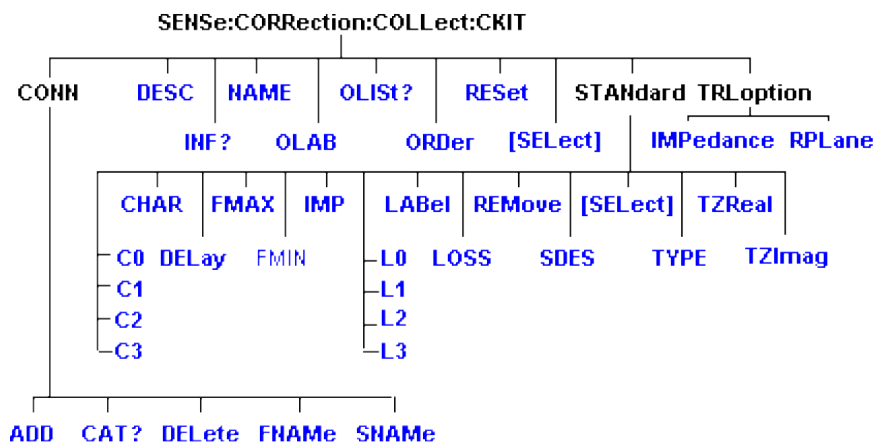 SENSe:CORRection:COLLect:CKIT
CONN DESC NAME OLISt? RESet STANdard TRLoption
INF? OLAB ORDer [SELect] IMPedance RPLane
CHAR FMAX IMP LABel REMove [SELect] TZReal
C0 DELay FMIN L0 LOSS SDES TYPE TZImag
C1 L1
C2 L2
C3 L3
ADD CAT? DELete FNAMe SNAMe